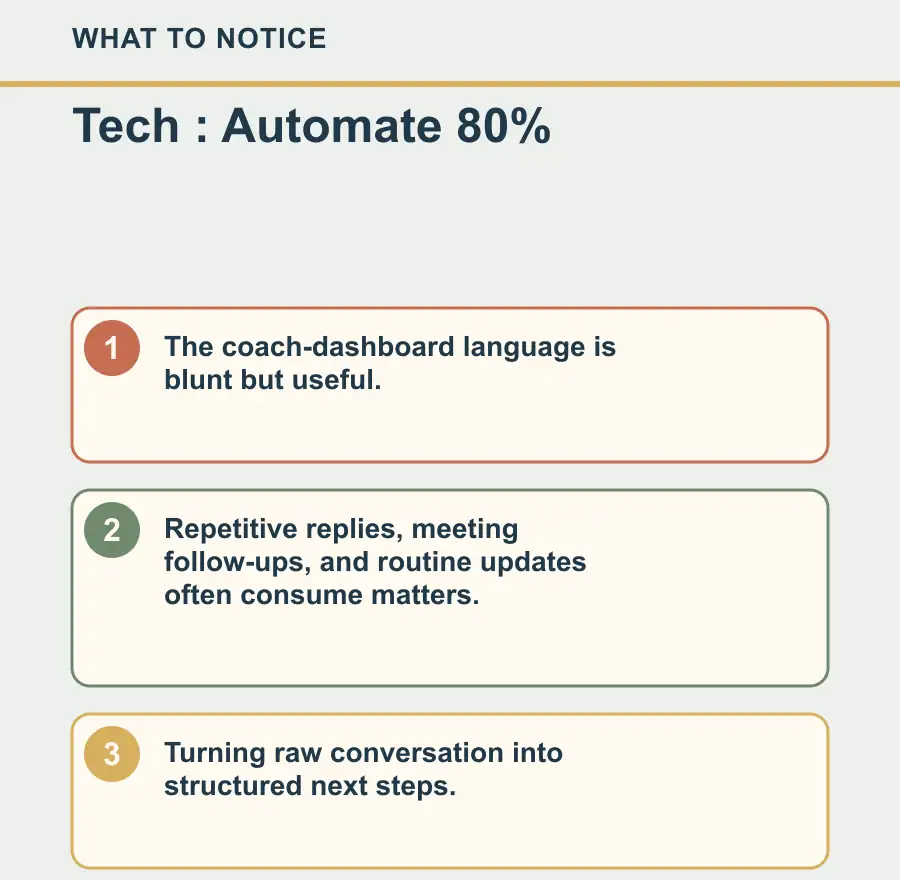 WHAT TO NOTICE
Tech : Automate 80%
1
The coach-dashboard language is
blunt but useful.
2
Repetitive replies, meeting
follow-ups, and routine updates
often consume matters.
3
Turning raw conversation into
structured next steps.